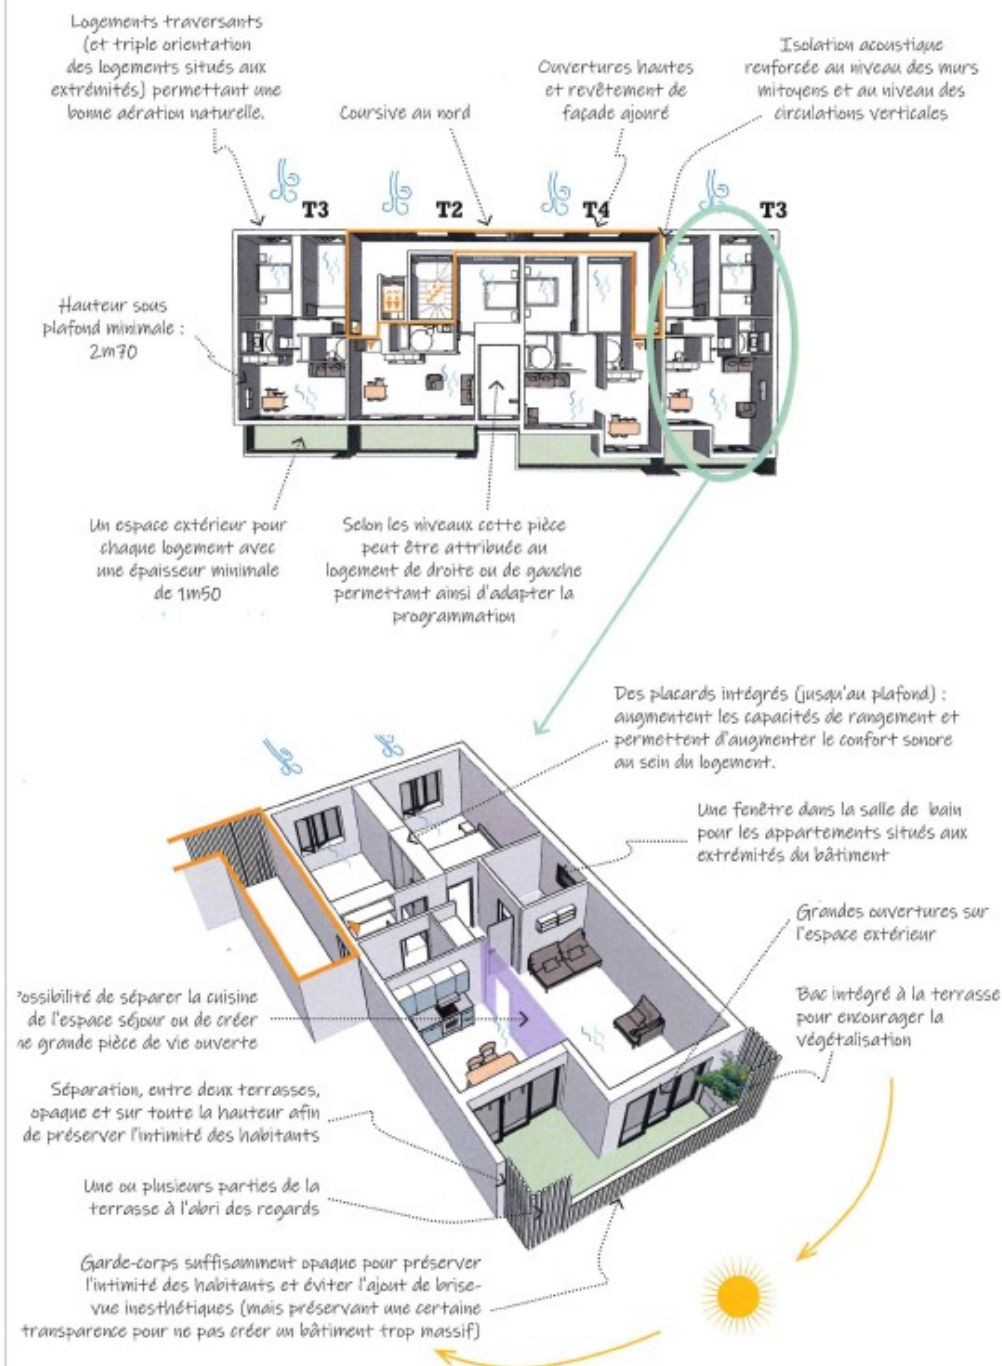 Logements traversants
(et triple orientation
des logements situés aux
extrémités) permettant une
bonne aération naturelle.
Coursive au nord
Ouvertures hautes
et revêtement de
façade ajouré
Isolation acoustique
renforcée au niveau des murs
mitoyens et au niveau des
circulations verticales
T3
T2
T4
T3
Hauteur sous
plafond minimale :
2m70
Un espace extérieur pour
chaque logement avec
une épaisseur minimale
de 1m50
Selon les niveaux cette pièce
peut être attribuée au
logement de droite ou de gauche
permettant ainsi d'adapter la
programmation
Des placards intégrés (jusqu'au plafond) :
augmentent les capacités de rangement et
permettent d'augmenter le confort sonore
au sein du logement.
Une fenêtre dans la salle de bain
pour les appartements situés aux
extrémités du bâtiment
Grandes ouvertures sur
l'espace extérieur
Bac intégré à la terrasse
pour encourager la
végétalisation
ossibilité de séparer la cuisine
de l'espace séjour ou de créer
ne grande pièce de vie ouverte
Séparation, entre deux terrasses,
opaque et sur toute la hauteur afin
de préserver l'intimité des habitants
Une ou plusieurs parties de la
terrasse à l'abri des regards
Garde-corps suffisamment opaque pour préserver
l'intimité des habitants et éviter l'ajout de brise-
vue inesthétiques (mais préservant une certaine
transparence pour ne pas créer un bâtiment trop massif)